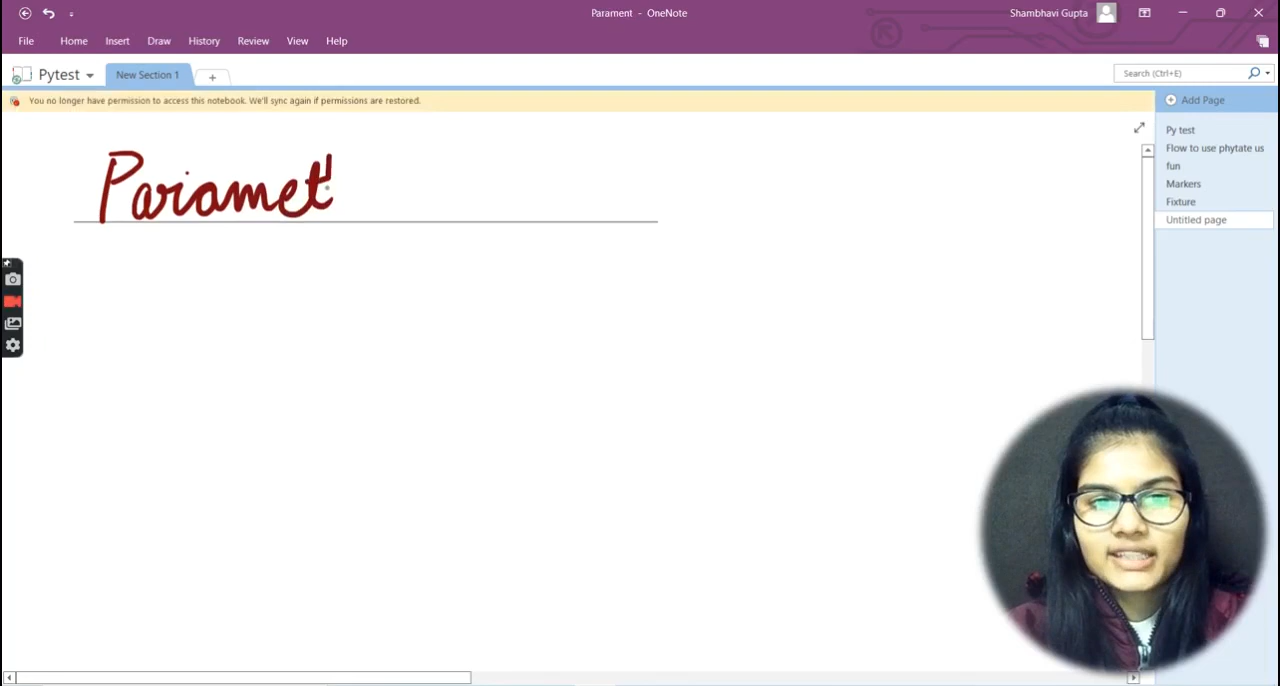 Parament - OneNote
Shambhavi Gupta
File Home Insert Draw History Review View Help
Pytest
New Section 1
Search (Ctrl+E)
You no longer have permission to access this notebook. We'll sync again if permissions are restored.
Add Page
Paramet
Py test
Flow to use phytate us
fun
Markers
Fixture
Untitled page